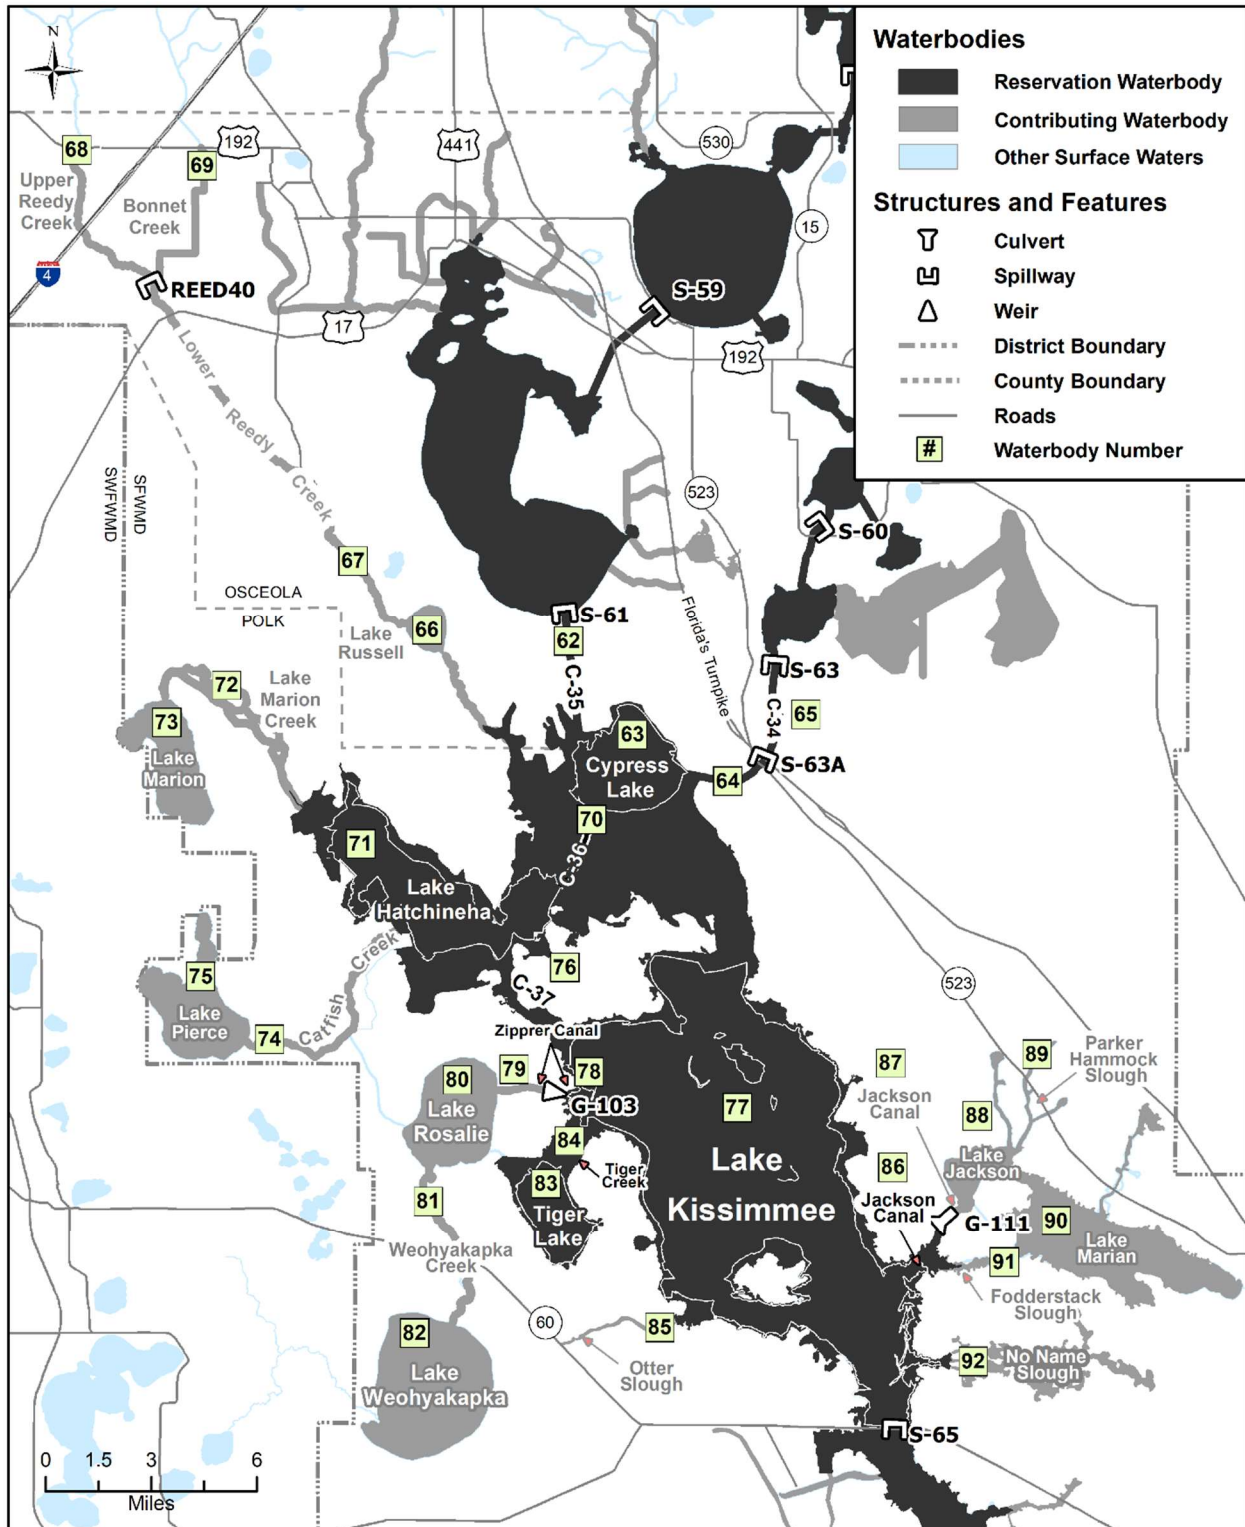 N
Waterbodies
Reservation Waterbody
Contributing Waterbody
Other Surface Waters
Structures and Features
Culvert
Spillway
Weir
District Boundary
County Boundary
Roads
#
Waterbody Number
68
69
192
441
530
15
Upper
Reedy
Creek
Bonnet
Creek
4
REED40
S-59
17
192
Lower
Reedy
Creek
SWFWMD
SFWMD
523
S-60
67
OSCEOLA
POLK
66
Lake
Russell
S-61
62
C-35
Florida's Turnpike
S-63
65
C-34
S-63A
64
72
Lake
Marion
Creek
73
Lake
Marion
63
Cypress
Lake
70
C-36
71
Lake
Hatchineha
76
C-37
75
Lake
Pierce
74
Catfish
Creek
523
Zipprer Canal
79
78
80
Lake
Rosalie
G-103
77
Lake
Kissimmee
84
Tiger
Creek
83
Tiger
Lake
81
Weohyakapka
Creek
82
Lake
Weohyakapka
60
85
Otter
Slough
87
Jackson
Canal
89
Parker
Hammock
Slough
88
Lake
Jackson
86
Jackson
Canal
G-111
90
Lake
Marian
91
Fodderstack
Slough
92
No Name
Slough
S-65
0 1.5 3 6
Miles